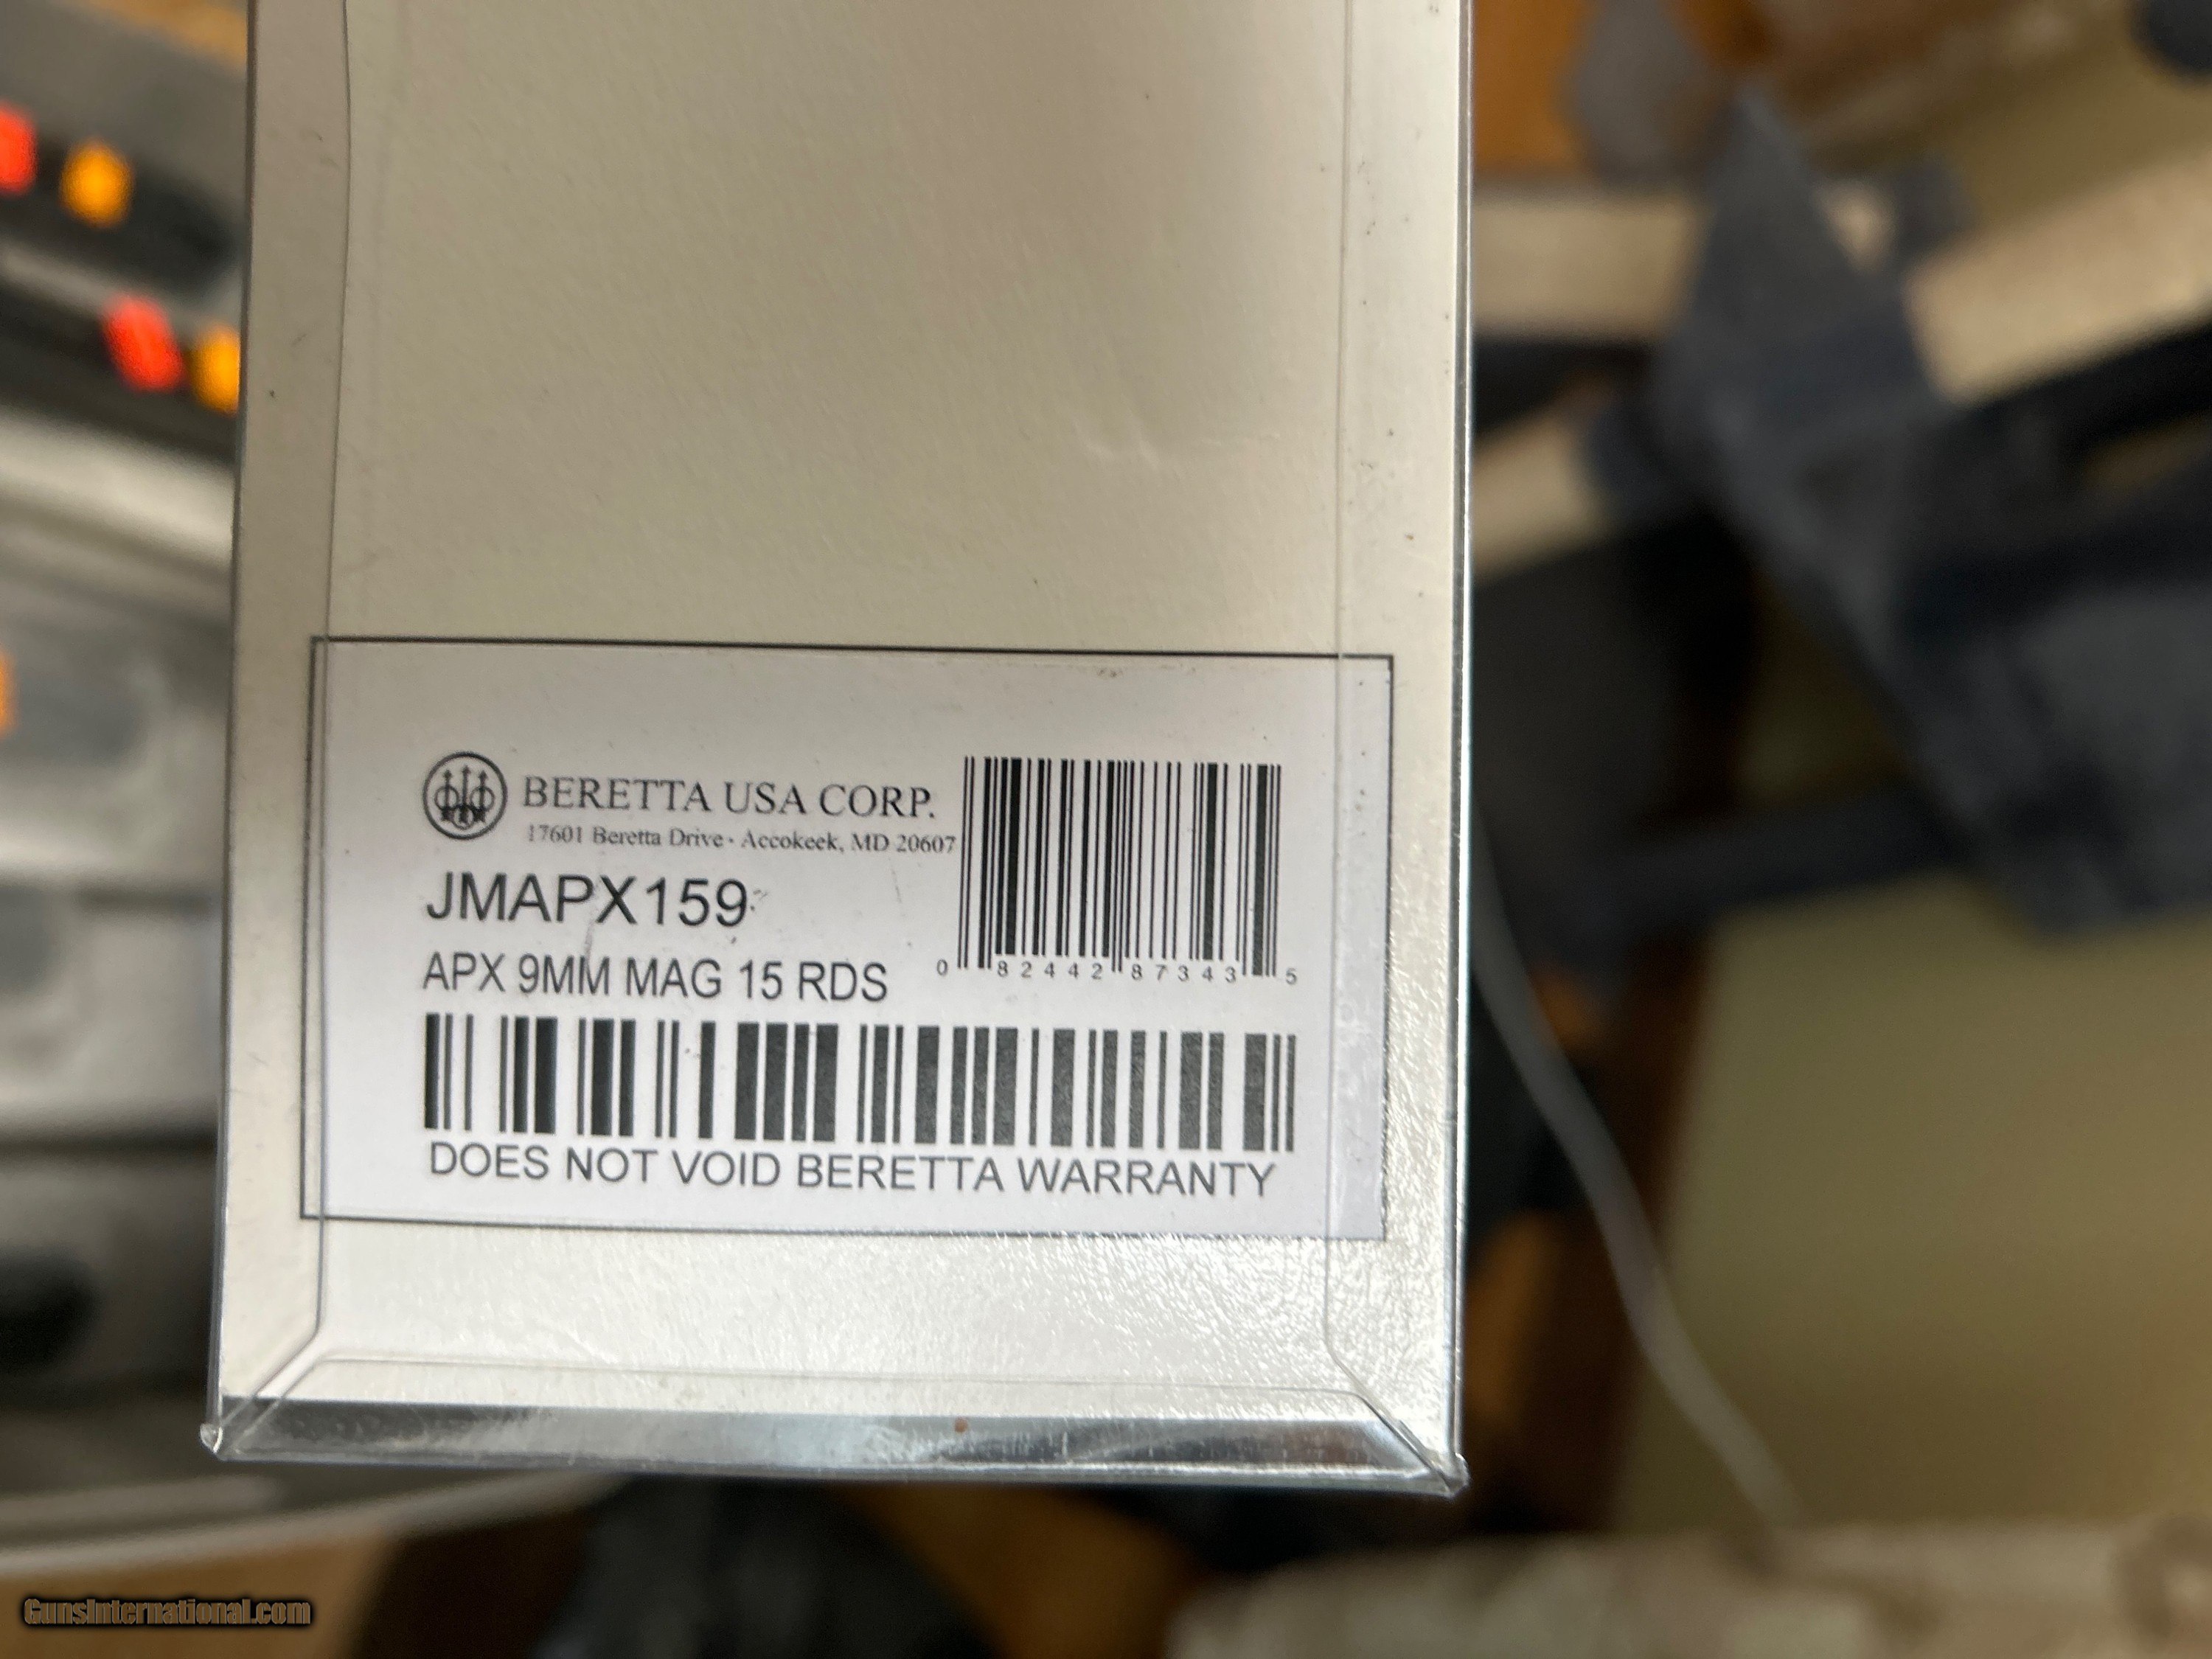 BERETTA USA CORP.
17601 Beretta Drive · Accokeek, MD 20607
JMAPX159
APX 9MM MAG 15 RDS
0 82442 87343 5
DOES NOT VOID BERETTA WARRANTY
GunsInternational.com